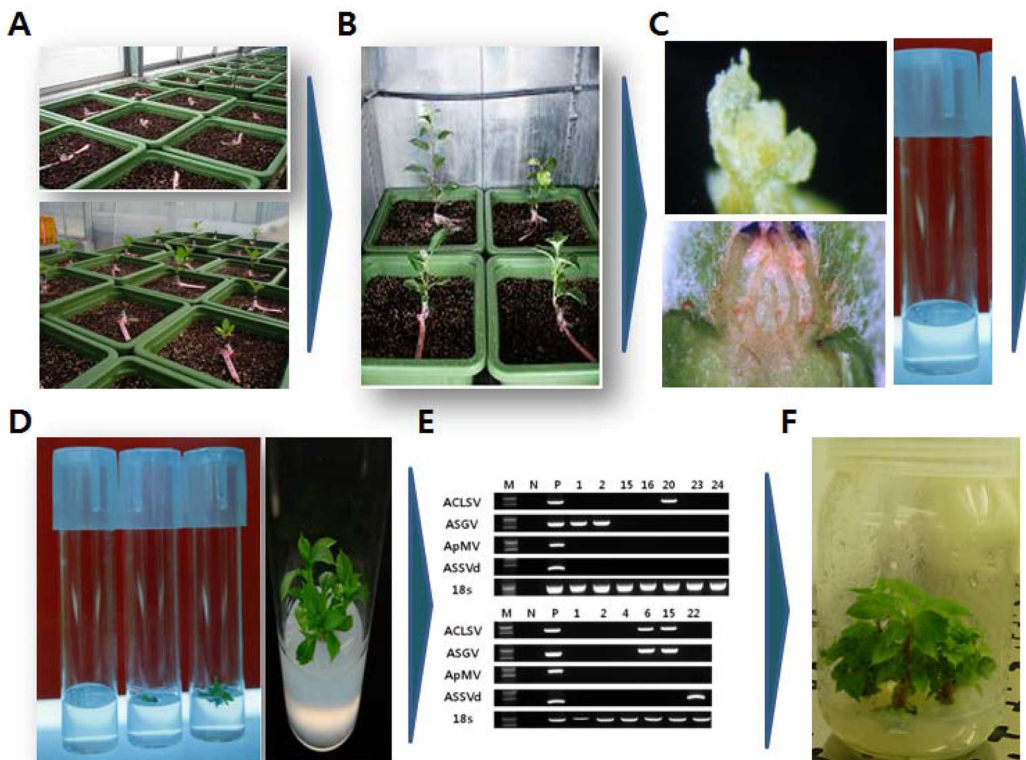 A
B
C
D
E
F
M N P 1 2 15 16 20 23 24
ACLSV
ASGV
ApMV
ASSVd
18s
M N P 1 2 4 6 15 22
ACLSV
ASGV
ApMV
ASSVd
18s